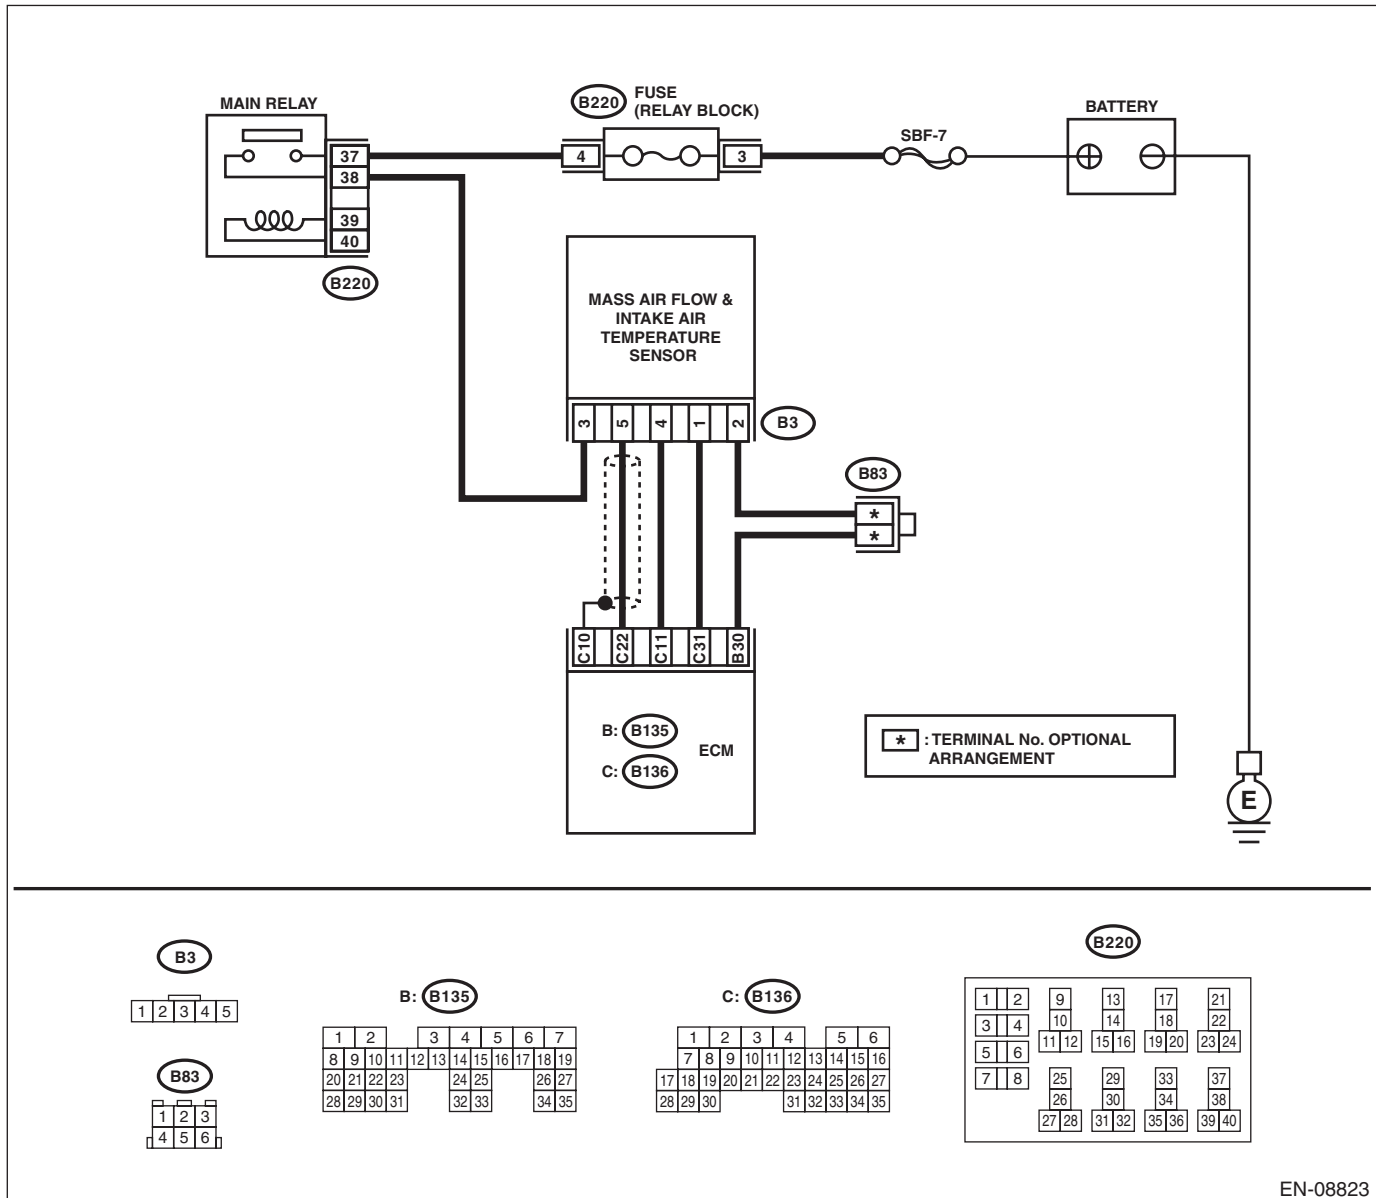 MAIN RELAY
B220
FUSE
(RELAY BLOCK)
SBF-7
BATTERY
37
38
39
40
4
3
B220
MASS AIR FLOW &
INTAKE AIR
TEMPERATURE
SENSOR
3 5 4 1 2
B3
B83
*
*
C10 C22 C11 C31 B30
B: B135
C: B136
ECM
* : TERMINAL No. OPTIONAL
ARRANGEMENT
E
B3
1 2 3 4 5
B83
1 2 3
4 5 6
B: B135
1 2 3 4 5 6 7
8 9 10 11 12 13 14 15 16 17 18 19
20 21 22 23 24 25 26 27
28 29 30 31 32 33 34 35
C: B136
1 2 3 4 5 6
7 8 9 10 11 12 13 14 15 16
17 18 19 20 21 22 23 24 25 26 27
28 29 30 31 32 33 34 35
B220
1 2 9 13 17 21
3 4 10 14 18 22
5 6 11 12 15 16 19 20 23 24
7 8 25 29 33 37
26 30 34 38
27 28 31 32 35 36 39 40
EN-08823